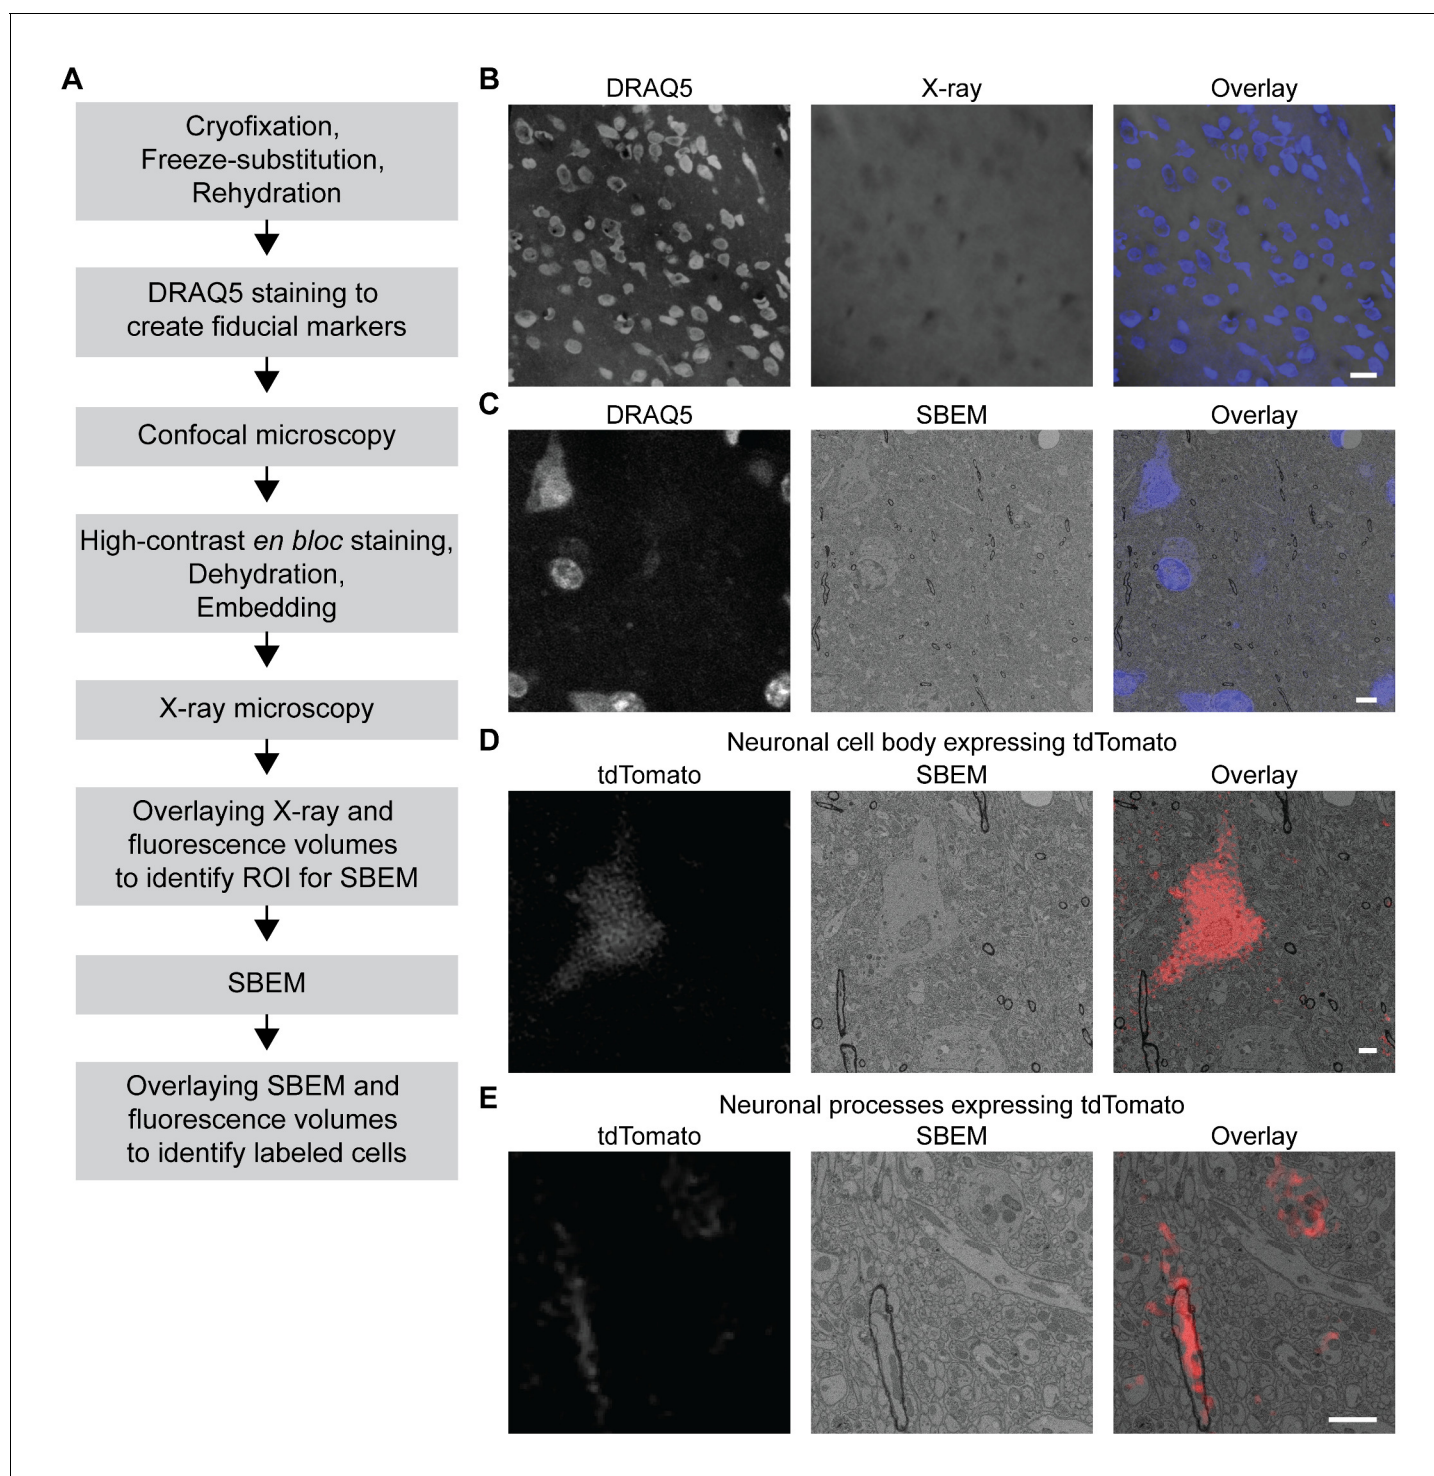 A
Cryofixation,
Freeze-substitution,
Rehydration
DRAQ5 staining to
create fiducial markers
Confocal microscopy
High-contrast en bloc staining,
Dehydration,
Embedding
X-ray microscopy
Overlaying X-ray and
fluorescence volumes
to identify ROI for SBEM
SBEM
Overlaying SBEM and
fluorescence volumes
to identify labeled cells
B
DRAQ5 X-ray Overlay
C
DRAQ5 SBEM Overlay
D
Neuronal cell body expressing tdTomato
tdTomato SBEM Overlay
E
Neuronal processes expressing tdTomato
tdTomato SBEM Overlay